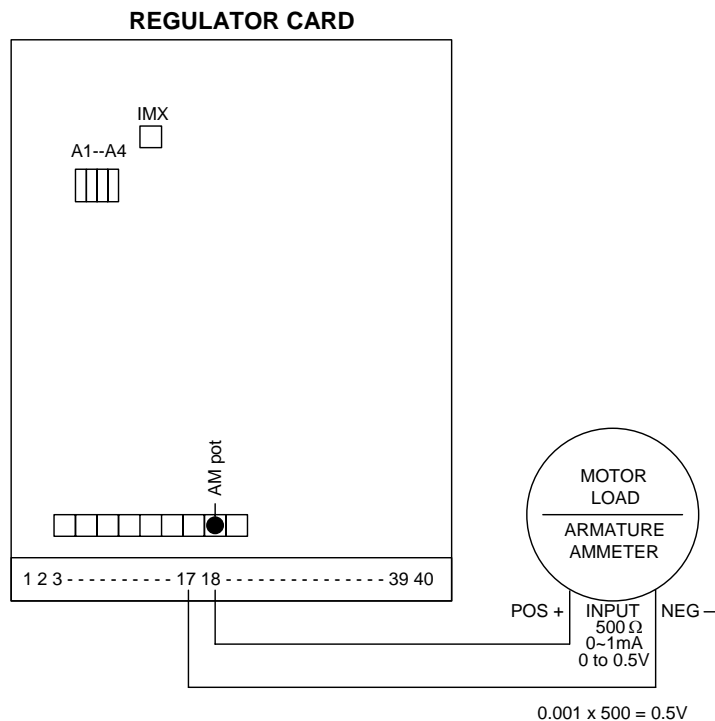 REGULATOR CARD
IMX
A1--A4
AM pot
MOTOR
LOAD
ARMATURE
AMMETER
1 2 3 - - - - - - - - - - 17 18 - - - - - - - - - - - - - - - 39 40
POS + INPUT NEG –
500 Ω
0~1mA
0 to 0.5V
0.001 x 500 = 0.5V